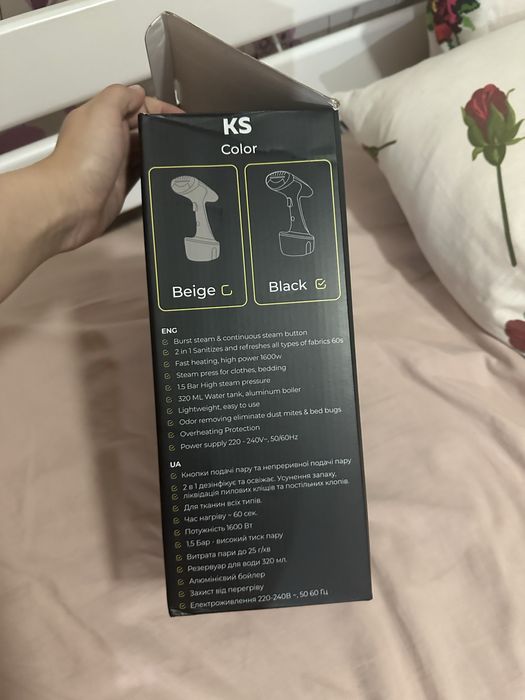 KS
Color
Beige
Black
ENG
Burst steam & continuous steam button
2 in 1 Sanitizes and refreshes all types of fabrics 60s
Fast heating, high power 1600w
Steam press for clothes, bedding
1.5 Bar High steam pressure
320 ML Water tank, aluminum boiler
Lightweight, easy to use
Odor removing eliminate dust mites & bed bugs
Overheating Protection
Power supply 220 - 240V~, 50/60Hz
UA
Кнопки подачі пару та непреривної подачі пару
2 в 1 дезінфікує та освіжає. Усунення запаху,
ліквідація пилових кліщів та постільних клопів.
Для тканин всіх типів.
Час нагріву ~ 60 сек.
Потужність 1600 Вт
1,5 Бар - високий тиск пару
Витрата пари до 25 г/хв
Резервуар для води 320 мл.
Алюмінієвий бойлер
Захист від перегріву
Електроживлення 220-240В ~, 50 60 Гц